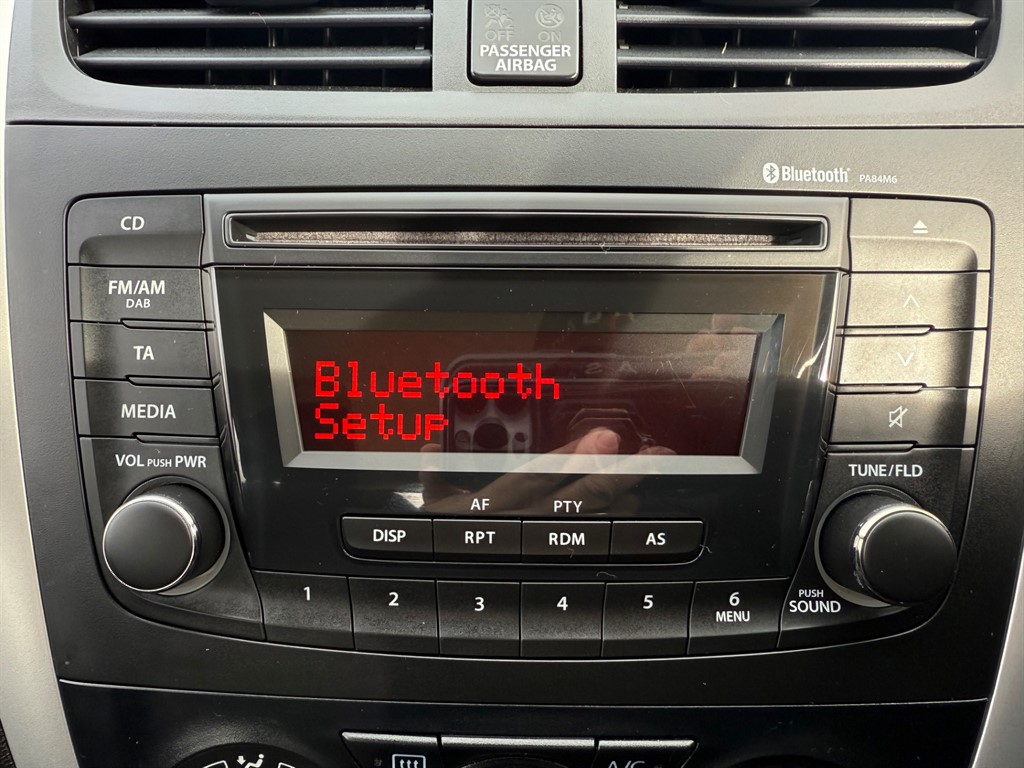 OFF ON
PASSENGER
AIRBAG
Bluetooth PA84M6
CD
FM/AM
DAB
TA
MEDIA
VOL PUSH PWR
Bluetooth
Setup
TUNE/FLD
AF PTY
DISP RPT RDM AS
1 2 3 4 5 6
MENU
PUSH
SOUND
A/C